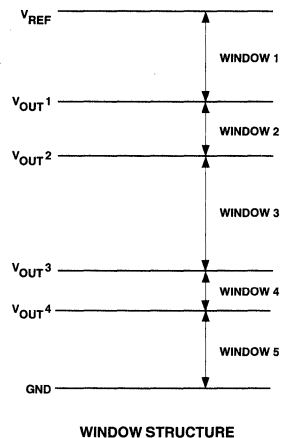 VREF
WINDOW 1
VOUT1
WINDOW 2
VOUT2
WINDOW 3
VOUT3
WINDOW 4
VOUT4
WINDOW 5
GND
WINDOW STRUCTURE